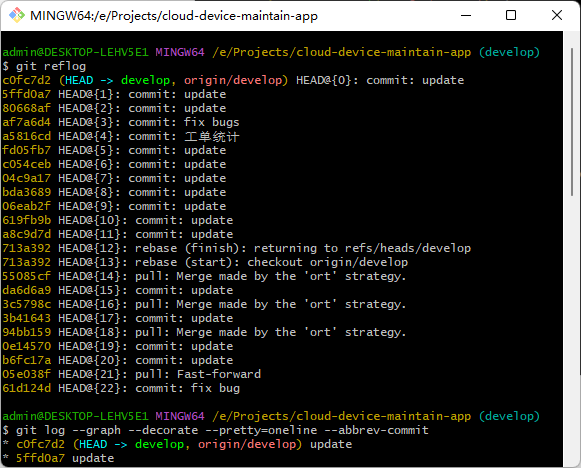 MINGW64:/e/Projects/cloud-device-maintain-app
admin@DESKTOP-LEHV5E1 MINGW64 /e/Projects/cloud-device-maintain-app (develop)
$ git reflog
c0fc7d2 (HEAD -> develop, origin/develop) HEAD@{0}: commit: update
5ffd0a7 HEAD@{1}: commit: update
80668af HEAD@{2}: commit: update
af7a6d4 HEAD@{3}: commit: fix bugs
a5816cd HEAD@{4}: commit: 工单统计
fd05fb7 HEAD@{5}: commit: update
c054ceb HEAD@{6}: commit: update
04c9a17 HEAD@{7}: commit: update
bda3689 HEAD@{8}: commit: update
06eab2f HEAD@{9}: commit: update
619fb9b HEAD@{10}: commit: update
a8c9d7d HEAD@{11}: commit: update
713a392 HEAD@{12}: rebase (finish): returning to refs/heads/develop
713a392 HEAD@{13}: rebase (start): checkout origin/develop
55085cf HEAD@{14}: pull: Merge made by the 'ort' strategy.
da6d6a9 HEAD@{15}: commit: update
3c5798c HEAD@{16}: pull: Merge made by the 'ort' strategy.
3b41643 HEAD@{17}: commit: update
94bb159 HEAD@{18}: pull: Merge made by the 'ort' strategy.
0e14570 HEAD@{19}: commit: update
b6fc17a HEAD@{20}: commit: update
05e038f HEAD@{21}: pull: Fast-forward
61d124d HEAD@{22}: commit: fix bug
admin@DESKTOP-LEHV5E1 MINGW64 /e/Projects/cloud-device-maintain-app (develop)
$ git log --graph --decorate --pretty=oneline --abbrev-commit
* c0fc7d2 (HEAD -> develop, origin/develop) update
* 5ffd0a7 update